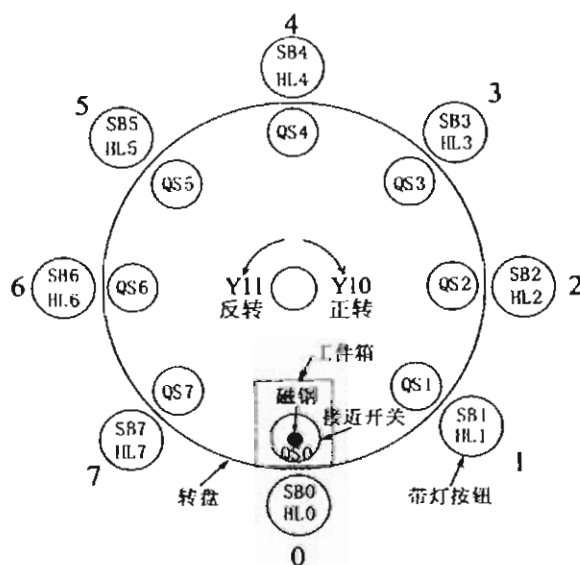 4
SB4
HL4
5
3
SB5
HL5
SB3
HL3
QS4
QS5
QS3
6
SB6
HL6
QS6
Y11
反转
Y10
正转
QS2
SB2
HL2
2
工件箱
QS7
磁钢
接近开关
QS1
QS0
SB7
HL7
7
SB1
HL1
1
转盘
SB0
HL0
带灯按钮
0